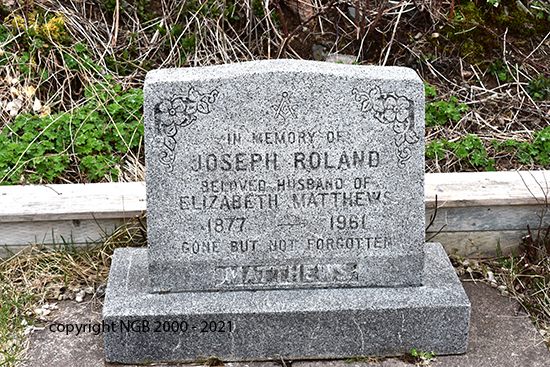 IN MEMORY OF
JOSEPH ROLAND
BELOVED HUSBAND OF
ELIZABETH MATTHEWS
1877 1961
GONE BUT NOT FORGOTTEN
MATTHEWS
copyright NGB 2000 - 2021